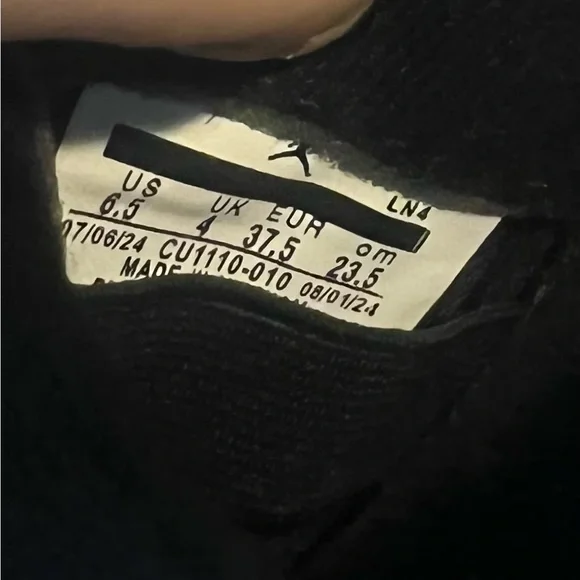 LN4
US UK EUR cm
6.5 4 37.5 23.5
07/06/24 CU1110-010 08/01/24
MADE